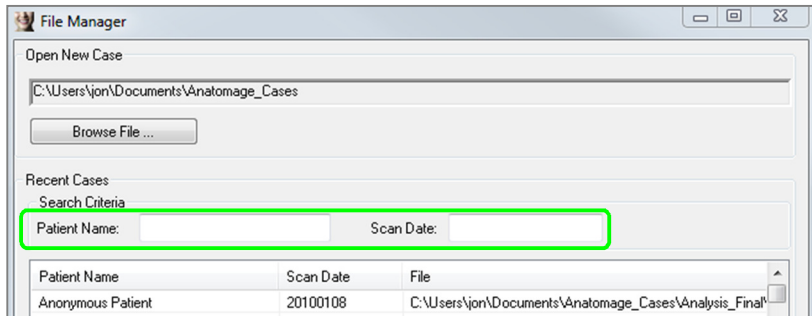 File Manager
Open New Case
C:\Users\jon\Documents\Anatomage_Cases
Browse File ...
Recent Cases
Search Criteria
Patient Name: Scan Date:
Patient Name Scan Date File
Anonymous Patient 20100108 C:\Users\jon\Documents\Anatomage_Cases\Analysis_Final\